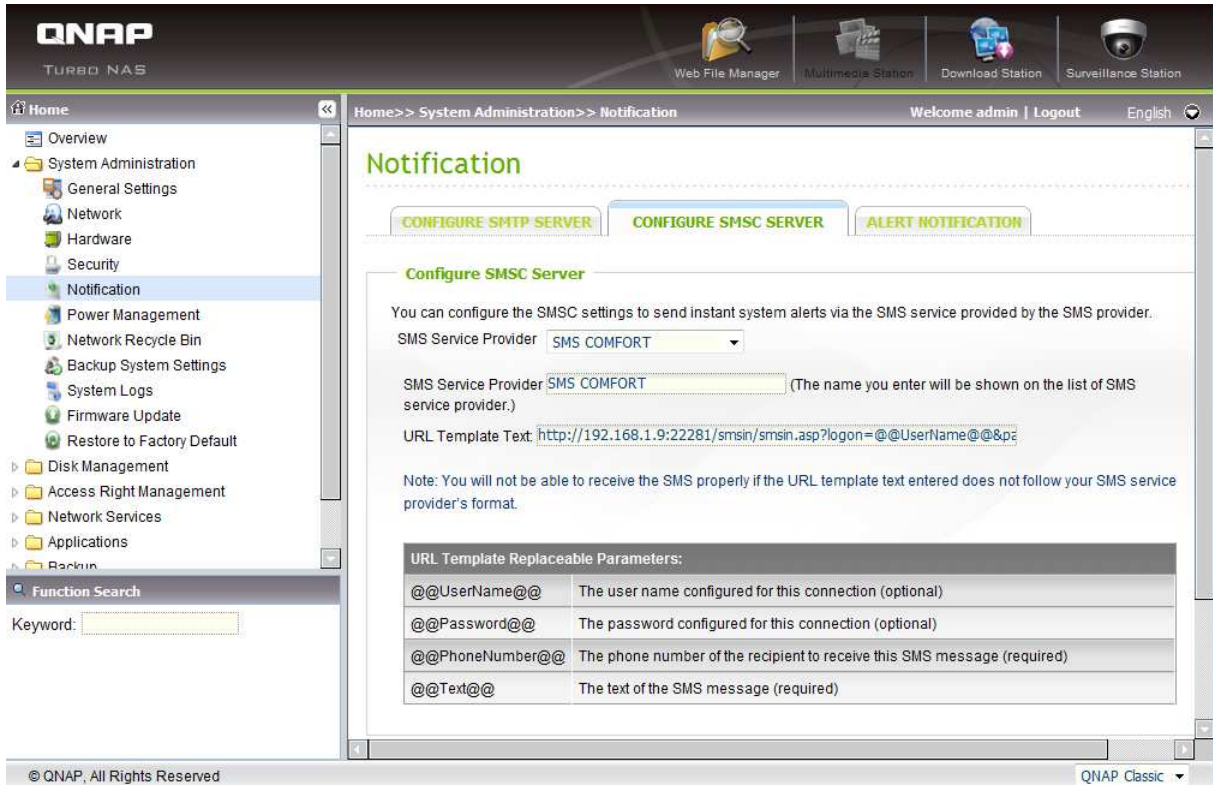 QNAP
TURBO NAS
Web File Manager
Multimedia Station
Download Station
Surveillance Station
Home
Home>> System Administration>> Notification
Welcome admin | Logout
English
Overview
System Administration
General Settings
Network
Hardware
Security
Notification
Power Management
Network Recycle Bin
Backup System Settings
System Logs
Firmware Update
Restore to Factory Default
Disk Management
Access Right Management
Network Services
Applications
Backup
Function Search
Keyword:
Notification
CONFIGURE SMTP SERVER
CONFIGURE SMSC SERVER
ALERT NOTIFICATION
Configure SMSC Server
You can configure the SMSC settings to send instant system alerts via the SMS service provided by the SMS provider.
SMS Service Provider SMS COMFORT
SMS Service Provider SMS COMFORT (The name you enter will be shown on the list of SMS
service provider.)
URL Template Text: http://192.168.1.9:22281/smsin/smsin.asp?logon=@@UserName@@&pa
Note: You will not be able to receive the SMS properly if the URL template text entered does not follow your SMS service
provider's format.
URL Template Replaceable Parameters:
@@UserName@@ The user name configured for this connection (optional)
@@Password@@ The password configured for this connection (optional)
@@PhoneNumber@@ The phone number of the recipient to receive this SMS message (required)
@@Text@@ The text of the SMS message (required)
© QNAP, All Rights Reserved
QNAP Classic